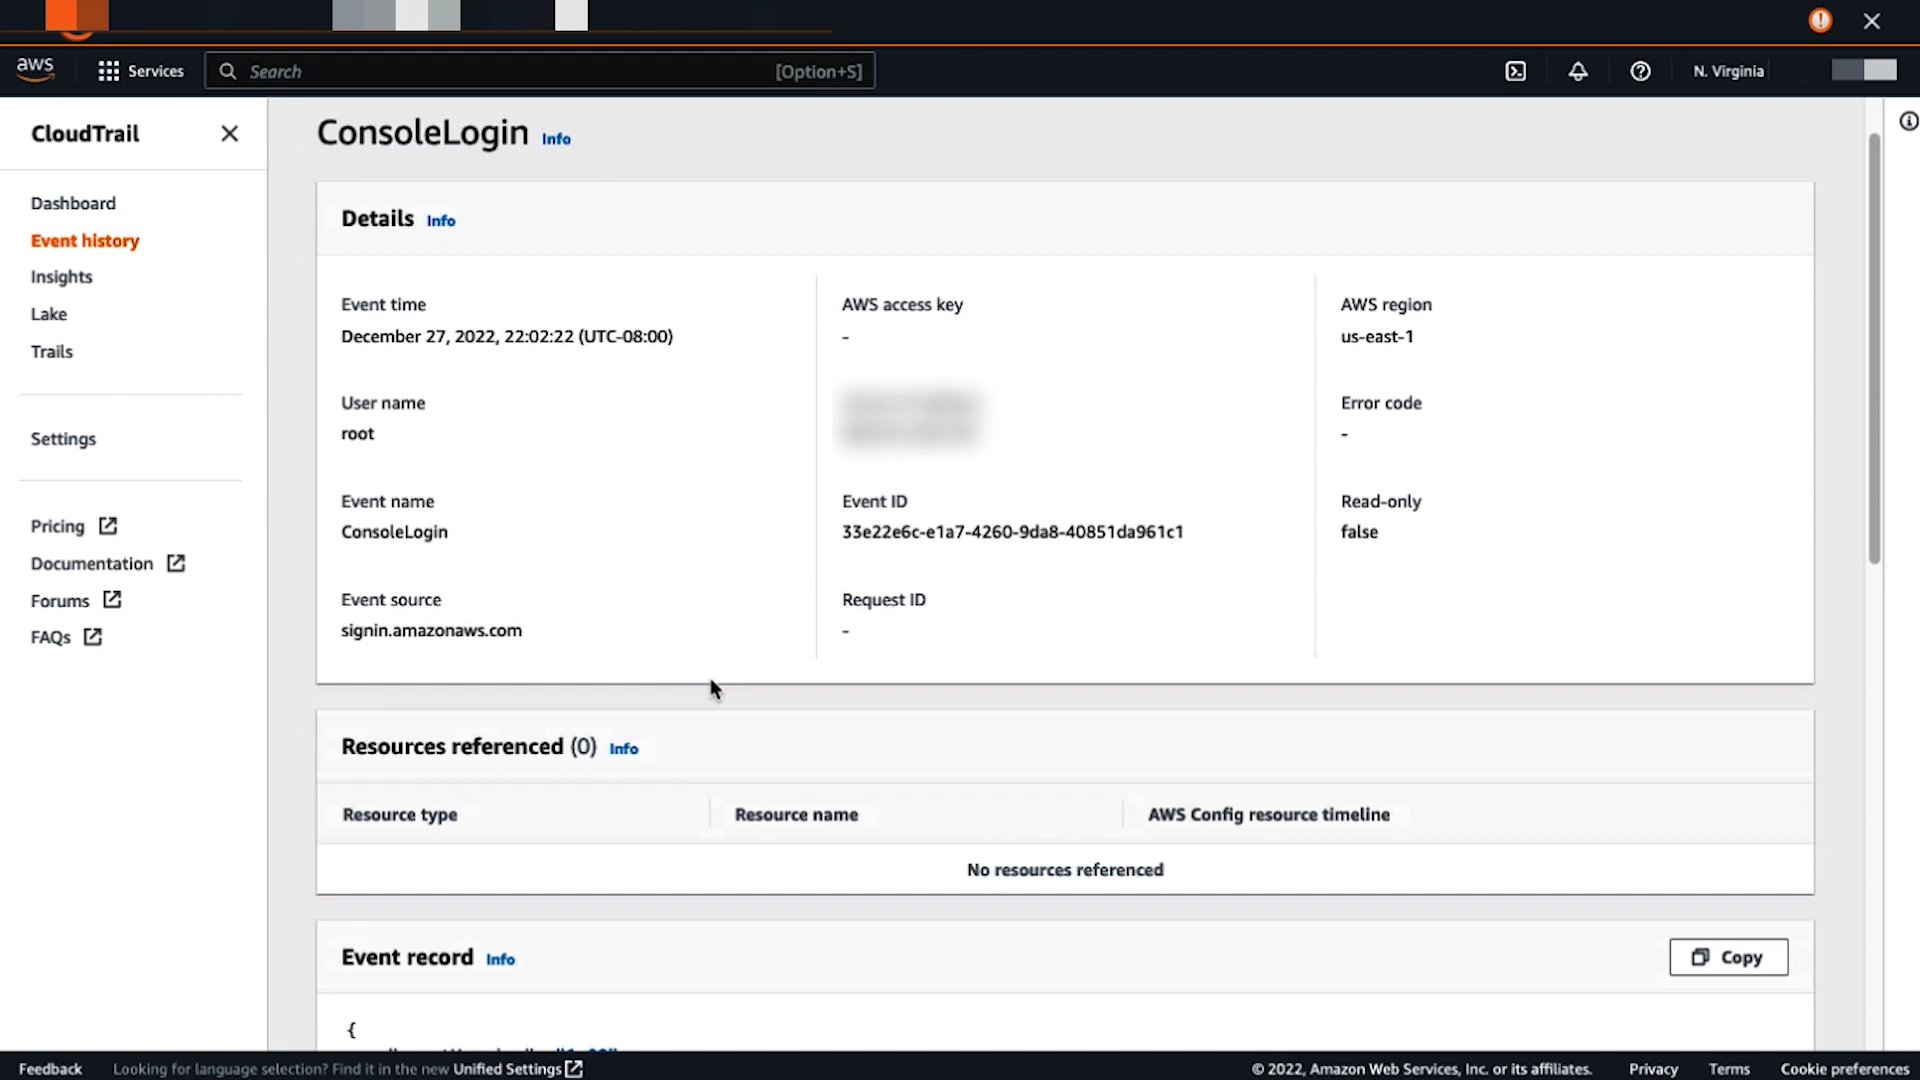 aws
Services
Search
[Option+S]
N. Virginia
CloudTrail
Dashboard
Event history
Insights
Lake
Trails
Settings
Pricing
Documentation
Forums
FAQs
ConsoleLogin Info
Details Info
Event time
December 27, 2022, 22:02:22 (UTC-08:00)
User name
root
Event name
ConsoleLogin
Event source
signin.amazonaws.com
AWS access key
-
Event ID
33e22e6c-e1a7-4260-9da8-40851da961c1
Request ID
-
AWS region
us-east-1
Error code
-
Read-only
false
Resources referenced (0) Info
Resource type
Resource name
AWS Config resource timeline
No resources referenced
Event record Info
Copy
{
Feedback
Looking for language selection? Find it in the new Unified Settings
© 2022, Amazon Web Services, Inc. or its affiliates.
Privacy
Terms
Cookie preferences